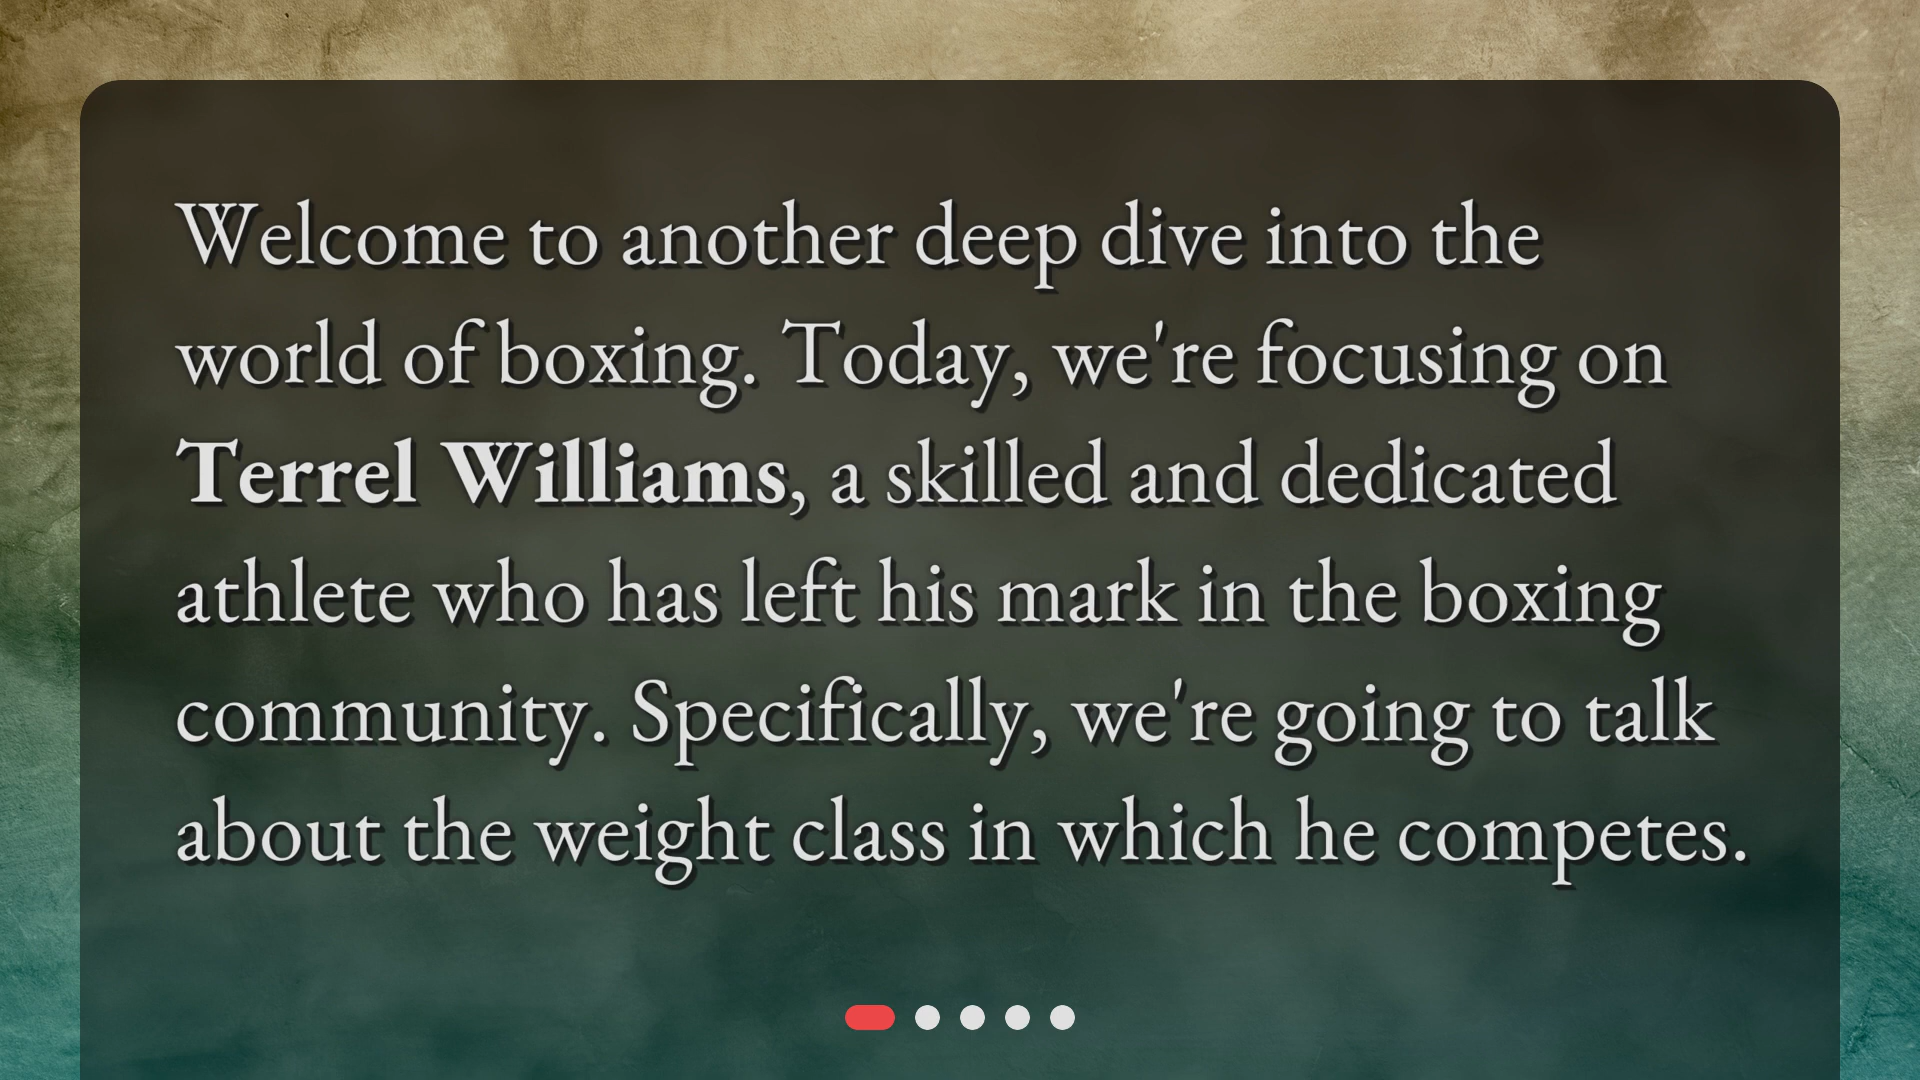 Welcome to another deep dive into the
world of boxing. Today, we're focusing on
Terrel Williams, a skilled and dedicated
athlete who has left his mark in the boxing
community. Specifically, we're going to talk
about the weight class in which he competes.